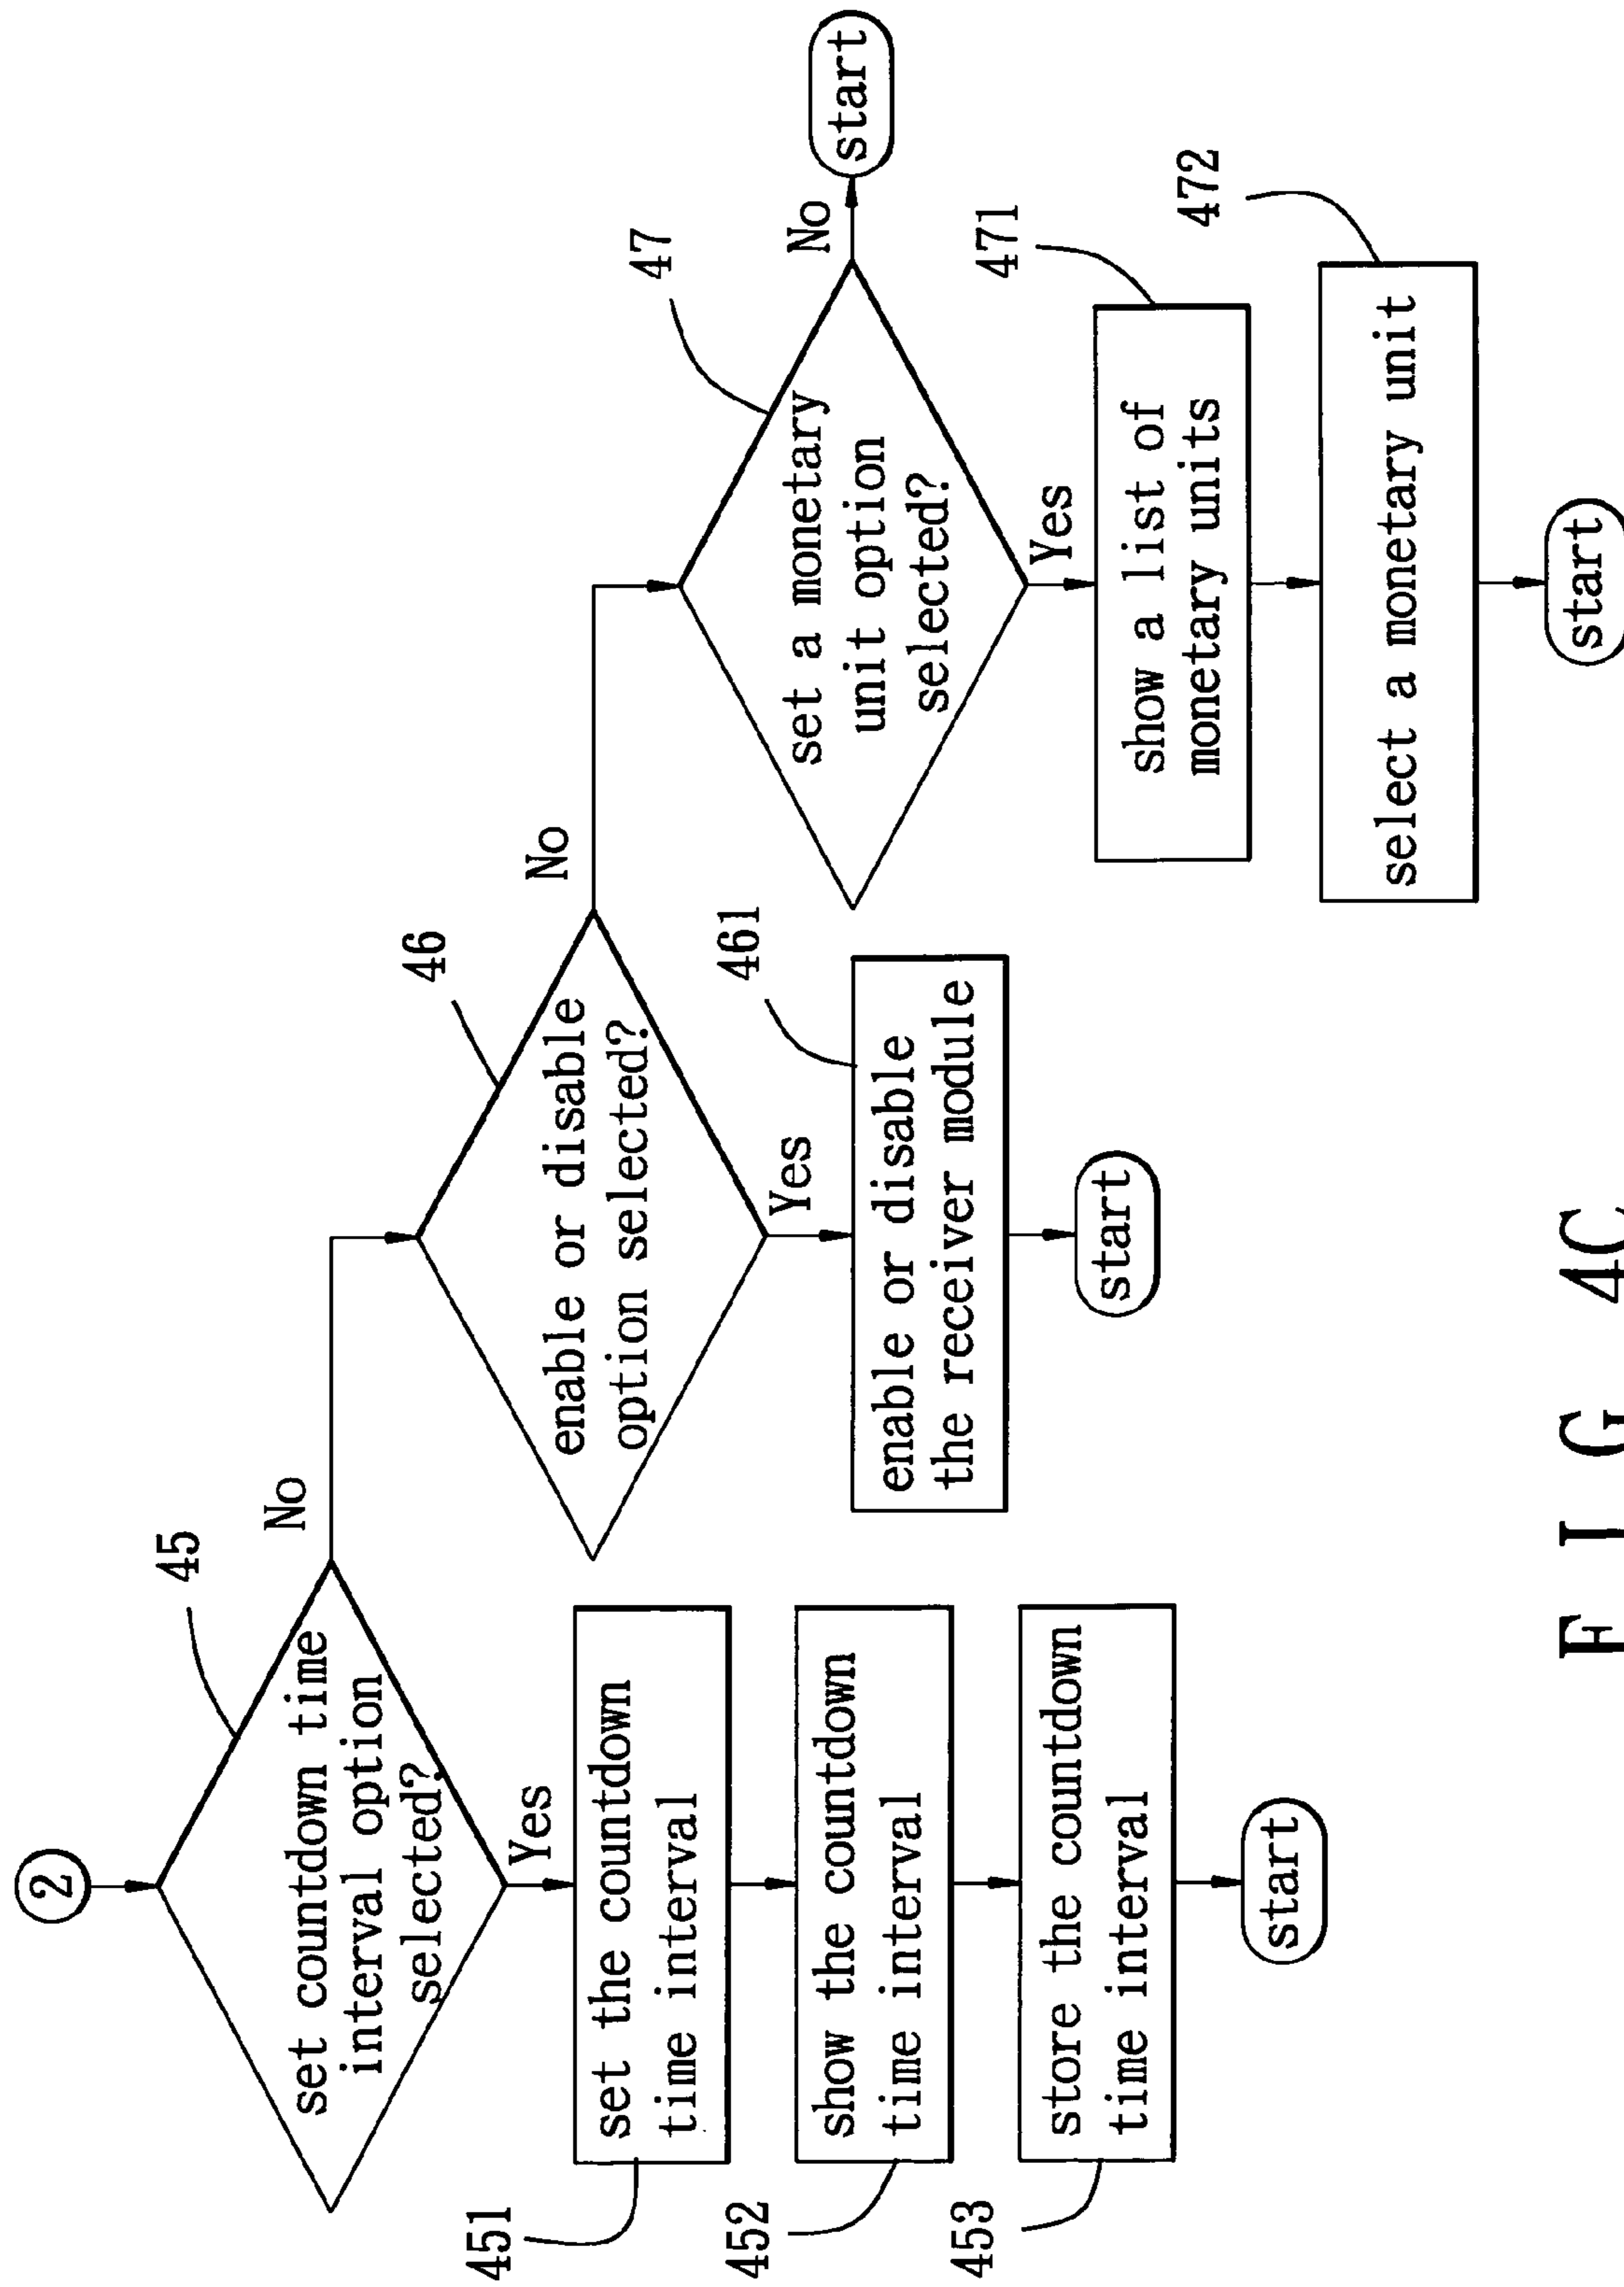 2
45
set countdown time
interval option
selected?
No
Yes
451
set the countdown
time interval
452
show the countdown
time interval
453
store the countdown
time interval
start
46
enable or disable
option selected?
No
Yes
461
enable or disable
the receiver module
start
47
set a monetary
unit option
selected?
No
start
Yes
471
show a list of
monetary units
472
select a monetary unit
start
FIG 4C